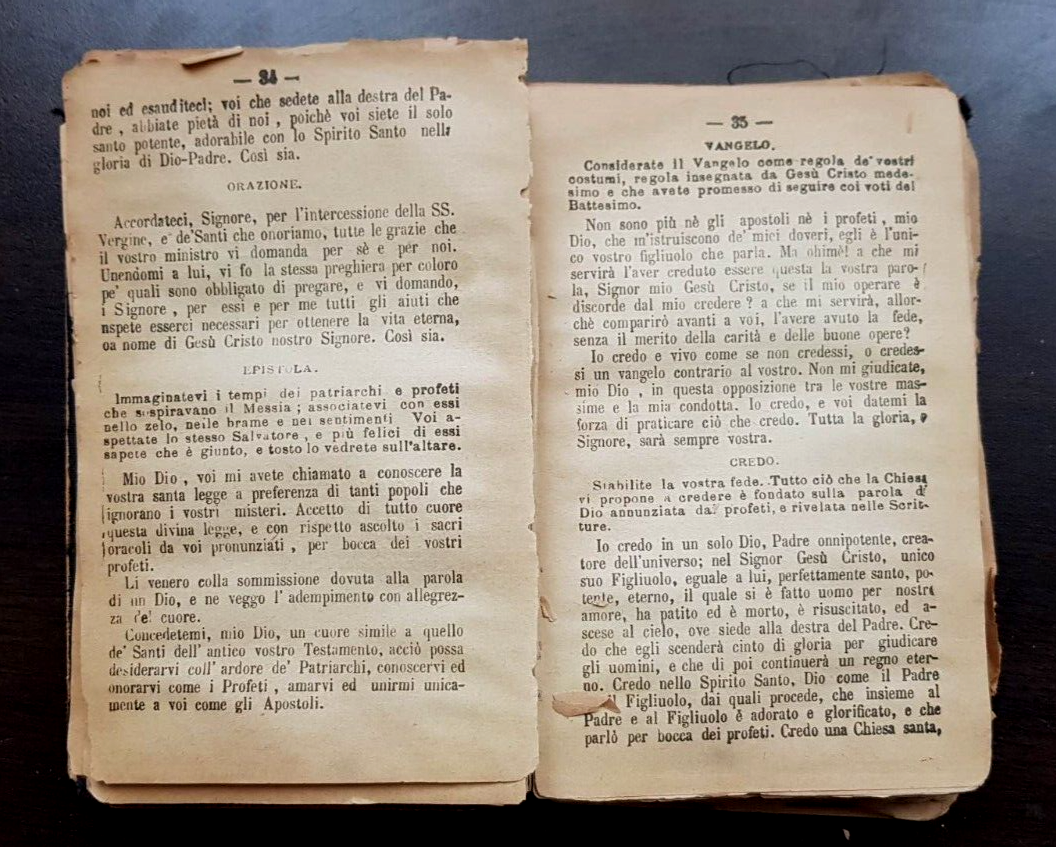 — 34 —
noi ed esauditeci; voi che sedete alla destra del Pa-
dre , abbiate pietà di noi , poichè voi siete il solo
santo potente, adorabile con lo Spirito Santo nella
gloria di Dio-Padre. Così sia.
ORAZIONE.
Accordateci, Signore, per l'intercessione della SS.
Vergine, e de'Santi che onoriamo, tutte le grazie che
il vostro ministro vi domanda per sè e per noi.
Unendomi a lui, vi fo la stessa preghiera per coloro
pe' quali sono obbligato di pregare, e vi domando,
Signore , per essi e per me tutti gli aiuti che
esserci necessari per ottenere la vita eterna,
nome di Gesù Cristo nostro Signore. Così sia.
EPISTOLA.
Immaginatevi i tempi dei patriarchi e profeti
che sospiravano il Messia ; associatevi con essi
nello zelo, nelle brame e nei sentimenti Voi a-
spettate lo stesso Salvatore , e più felici di essi
sapete che è giunto, e tosto lo vedrete sull'altare.
Mio Dio , voi mi avete chiamato a conoscere la
vostra santa legge a preferenza di tanti popoli che
ignorano i vostri misteri. Accetto di tutto cuore
questa divina legge, e con rispetto ascolto i sacri
oracoli da voi pronunziati , per bocca dei vostri
profeti.
Li venero colla sommissione dovuta alla parola
di un Dio, e ne veggo l' adempimento con allegrez-
za del cuore.
Concedetemi, mio Dio, un cuore simile a quello
de' Santi dell' antico vostro Testamento, acciò possa
desiderarvi coll' ardore de' Patriarchi, conoscervi ed
onorarvi come i Profeti , amarvi ed unirmi unica-
mente a voi come gli Apostoli.
— 35 —
VANGELO.
Considerate il Vangelo come regola de' vostri
costumi, regola insegnata da Gesù Cristo mede-
simo e che avete promesso di seguire coi voti del
Battesimo.
Non sono più nè gli apostoli nè i profeti , mio
Dio, che m'istruiscono de' miei doveri, egli è l'uni-
co vostro figliuolo che parla. Ma ohimè! a che mi
servirà l'aver creduto essere questa la vostra paro-
la, Signor mio Gesù Cristo, se il mio operare è
discorde dal mio credere ? a che mi servirà, allor-
chè comparirò avanti a voi, l'avere avuto la fede,
senza il merito della carità e delle buone opere?
Io credo e vivo come se non credessi, o credes-
si un vangelo contrario al vostro. Non mi giudicate,
mio Dio , in questa opposizione tra le vostre mas-
sime e la mia condotta. Io credo, e voi datemi la
forza di praticare ciò che credo. Tutta la gloria, o
Signore, sarà sempre vostra.
CREDO.
Stabilite la vostra fede. Tutto ciò che la Chiesa
vi propone a credere è fondato sulla parola di
Dio annunziata dai profeti, e rivelata nelle Scrit-
ture.
Io credo in un solo Dio, Padre onnipotente, crea-
tore dell'universo; nel Signor Gesù Cristo, unico
suo Figliuolo, eguale a lui, perfettamente santo, po-
tente, eterno, il quale si è fatto uomo per nostro
amore, ha patito ed è morto, è risuscitato, ed a-
scese al cielo, ove siede alla destra del Padre. Cre-
do che egli scenderà cinto di gloria per giudicare
gli uomini, e che di poi continuerà un regno eter-
no. Credo nello Spirito Santo, Dio come il Padre
il Figliuolo, dai quali procede, che insieme al
Padre e al Figliuolo è adorato e glorificato, e che
parlò per bocca dei profeti. Credo una Chiesa santa,